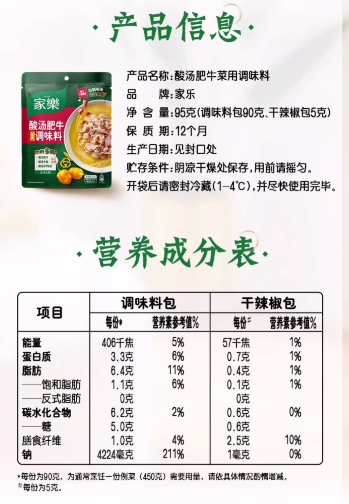 ·产品信息·
家樂
酸汤肥牛
调味料
产品名称:酸汤肥牛菜用调味料
品 牌:家乐
净 含 量:95克(调味料包90克、干辣椒包5克)
保 质 期:12个月
生产日期:见封口处
贮存条件:阴凉干燥处保存,用前请摇匀。
开袋后请密封冷藏(1-4℃),并尽快使用完毕。
·营养成分表·
项目 调味料包 干辣椒包
每份* 营养素参考值% 每份# 营养素参考值%
能量 406千焦 5% 57千焦 1%
蛋白质 3.3克 6% 0.7克 1%
脂肪 6.4克 11% 0.4克 1%
——饱和脂肪 1.1克 6% 0.1克 1%
——反式脂肪 0克 0克
碳水化合物 6.2克 2% 0.6克 0%
——糖 5.0克 0.6克
膳食纤维 1.0克 4% 2.5克 10%
钠 4224毫克 211% 1毫克 0%
*每份为90克,为通常烹饪一份例菜(450克)需要用量,请依具体情况酌情增减。
#每份为5克。